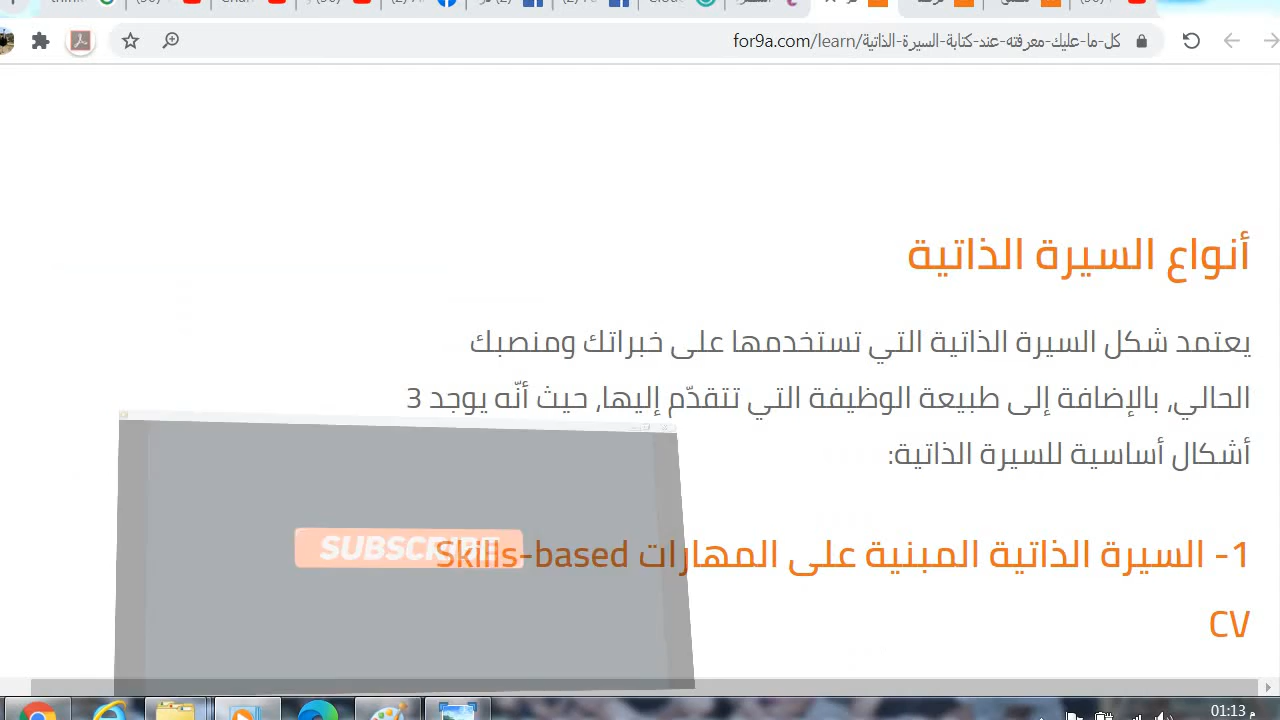 for9a.com/learn/كل-ما-عليك-معرفته-عند-كتابة-السيرة-الذاتية
أنواع السيرة الذاتية
يعتمد شكل السيرة الذاتية التي تستخدمها على خبراتك ومنصبك
الحالي، بالإضافة إلى طبيعة الوظيفة التي تتقدّم إليها، حيث أنّه يوجد 3
أشكال أساسية للسيرة الذاتية:
SUBSCRIBE
1- السيرة الذاتية المبنية على المهارات Skills-based
CV
01:13 م